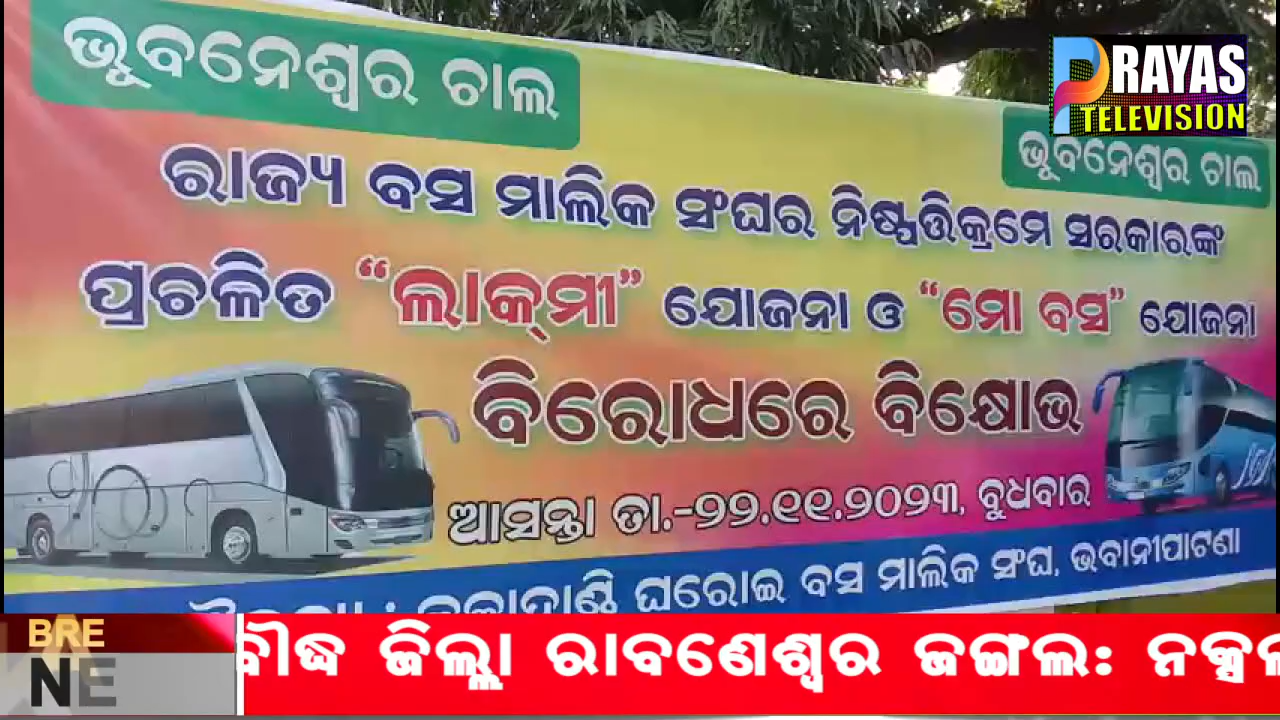 ଭୁବନେଶ୍ୱର ଚାଲ
PRAYAS
TELEVISION
ଭୁବନେଶ୍ୱର ଚାଲ
ରାଜ୍ୟ ବସ ମାଲିକ ସଂଘର ନିଷ୍ପତ୍ତିକ୍ରମେ ସରକାରଙ୍କ
ପ୍ରଚଳିତ “ଲାକ୍ମୀ” ଯୋଜନା ଓ “ମୋ ବସ” ଯୋଜନା
ବିରୋଧରେ ବିକ୍ଷୋଭ
ଆସନ୍ତା ତା.-୨୨.୧୧.୨୦୨୩, ବୁଧବାର
ଘରୋଇ ବସ ମାଲିକ ସଂଘ, ଭବାନୀପାଟଣା
BRE
NE
ବୌଦ୍ଧ ଜିଲ୍ଲା ରାବଣେଶ୍ୱର ଜଙ୍ଗଲ: ନକ୍ସଲ